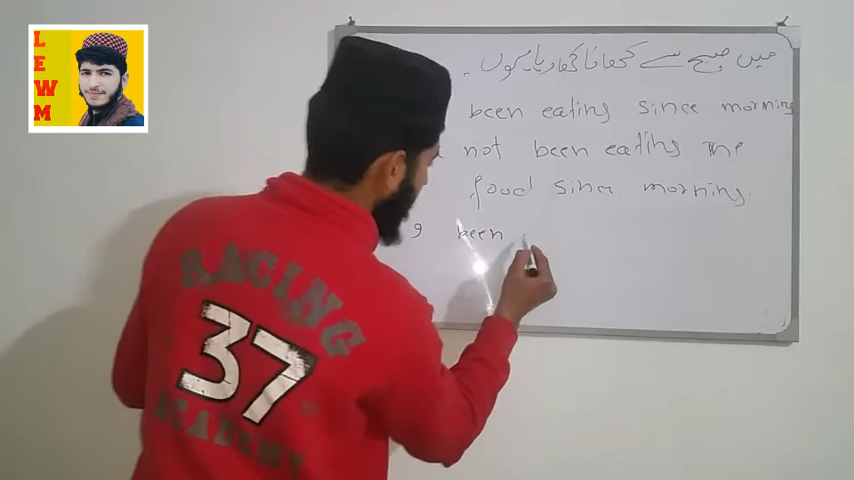 L
E
W
M
میں صبح سے کھانا کھا رہا ہوں ۔
been eating since morning
not been eating the
food since morning.
been
RACING
37
ACADEMY